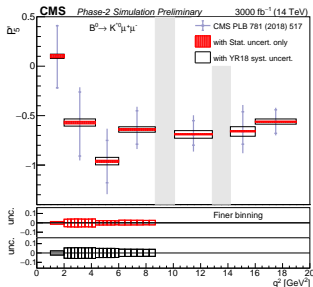 CMS Phase-2 Simulation Preliminary 3000 fb⁻¹ (14 TeV)
P₅'
B⁰ → K*⁰μ⁺μ⁻
CMS PLB 781 (2018) 517
with Stat. uncert. only
with YR18 syst. uncert.
0.5
0
−0.5
−1
Finer binning
unc.
0.1
0
−0.1
unc.
0.1
0
−0.1
0 2 4 6 8 10 12 14 16 18 20
q² [GeV²]